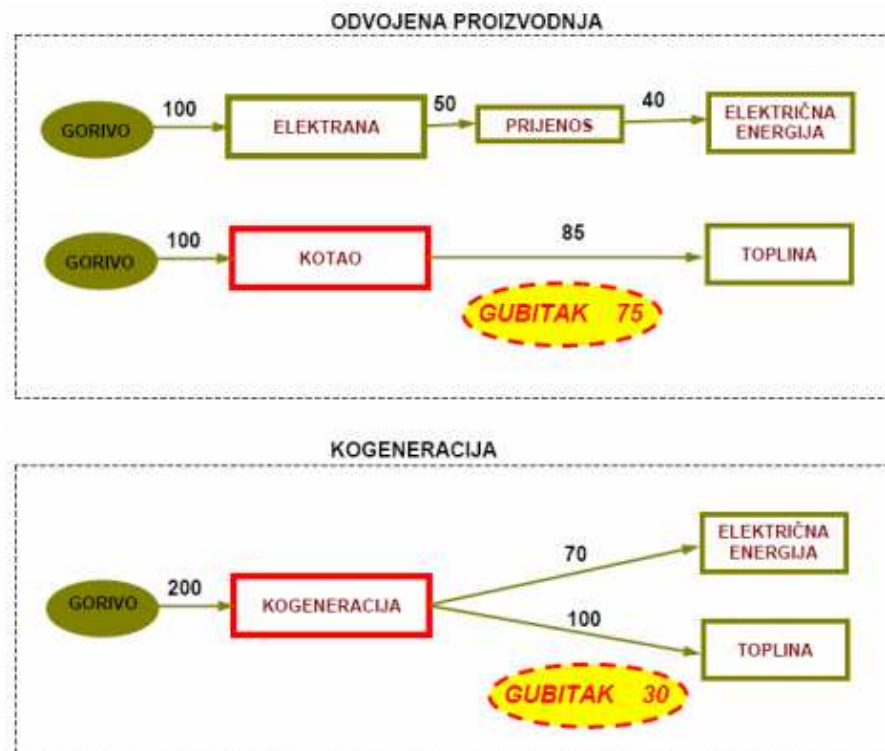 ODVOJENA PROIZVODNJA
GORIVO
100
ELEKTRANA
50
PRIJENOS
40
ELEKTRIČNA
ENERGIJA
GORIVO
100
KOTAO
85
TOPLINA
GUBITAK 75
KOGENERACIJA
GORIVO
200
KOGENERACIJA
70
ELEKTRIČNA
ENERGIJA
100
TOPLINA
GUBITAK 30